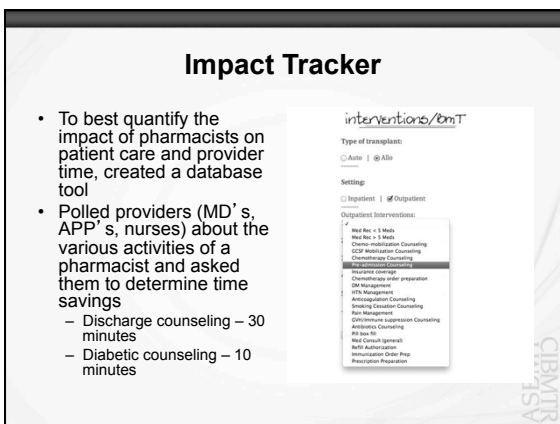 Impact Tracker
• To best quantify the
impact of pharmacists on
patient care and provider
time, created a database
tool
• Polled providers (MD's,
APP's, nurses) about the
various activities of a
pharmacist and asked
them to determine time
savings
– Discharge counseling – 30
minutes
– Diabetic counseling – 10
minutes
interventions/BmT
Type of transplant:
Auto | Allo
Setting:
Inpatient | Outpatient
Outpatient Interventions:
Med Rec < 5 Meds
Med Rec > 5 Meds
Chemo-mobilization Counseling
GCSF Mobilization Counseling
Chemotherapy Counseling
Pre-admission Counseling
Insurance coverage
Chemotherapy order preparation
DM Management
HTN Management
Anticoagulation Counseling
Smoking Cessation Counseling
Pain Management
GVH/Immune suppression Counseling
Antibiotics Counseling
Pill box fill
Med Consult (general)
Refill Authorization
Immunization Order Prep
Prescription Preparation
CIBMTR